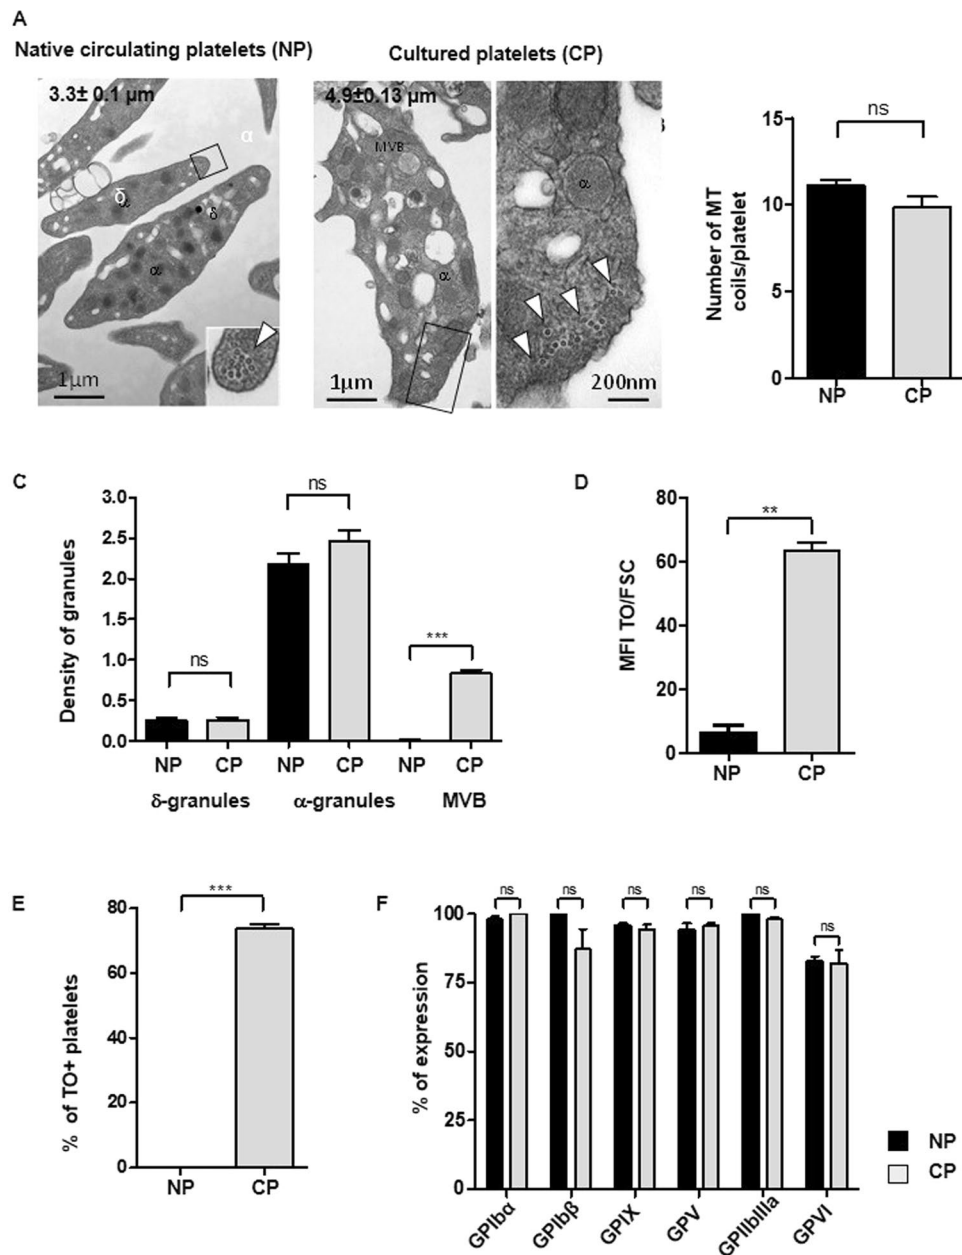 A
Native circulating platelets (NP)
Cultured platelets (CP)
3.3± 0.1 µm
α
δ
α
δ
α
1µm
4.9±0.13 µm
MVB
α
1µm
α
200nm
Number of MT
coils/platelet
15
10
5
0
ns
NP
CP
C
Density of granules
3.0
2.5
2.0
1.5
1.0
0.5
0.0
ns
ns
***
NP CP NP CP NP CP
δ-granules α-granules MVB
D
MFI TO/FSC
80
60
40
20
0
**
NP CP
E
% of TO+ platelets
80
60
40
20
0
***
NP CP
F
% of expression
100
75
50
25
0
ns ns ns ns ns ns
GPIbα GPIbβ GPIX GPV GPIIbIIIa GPVI
NP
CP